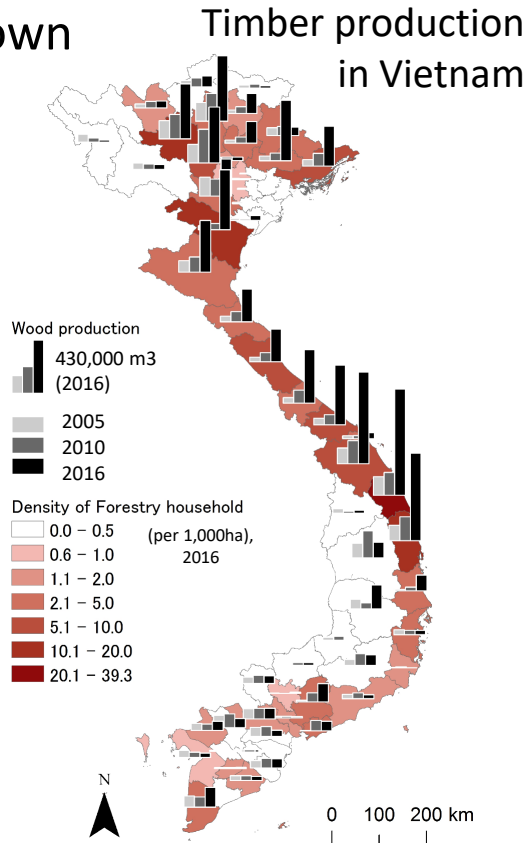 own
Timber production
in Vietnam
Wood production
430,000 m3
(2016)
2005
2010
2016
Density of Forestry household
(per 1,000ha),
2016
0.0 – 0.5
0.6 – 1.0
1.1 – 2.0
2.1 – 5.0
5.1 – 10.0
10.1 – 20.0
20.1 – 39.3
N
0 100 200 km